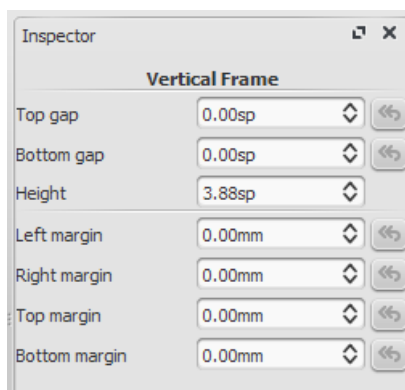 Inspector
Vertical Frame
Top gap 0.00sp
Bottom gap 0.00sp
Height 3.88sp
Left margin 0.00mm
Right margin 0.00mm
Top margin 0.00mm
Bottom margin 0.00mm